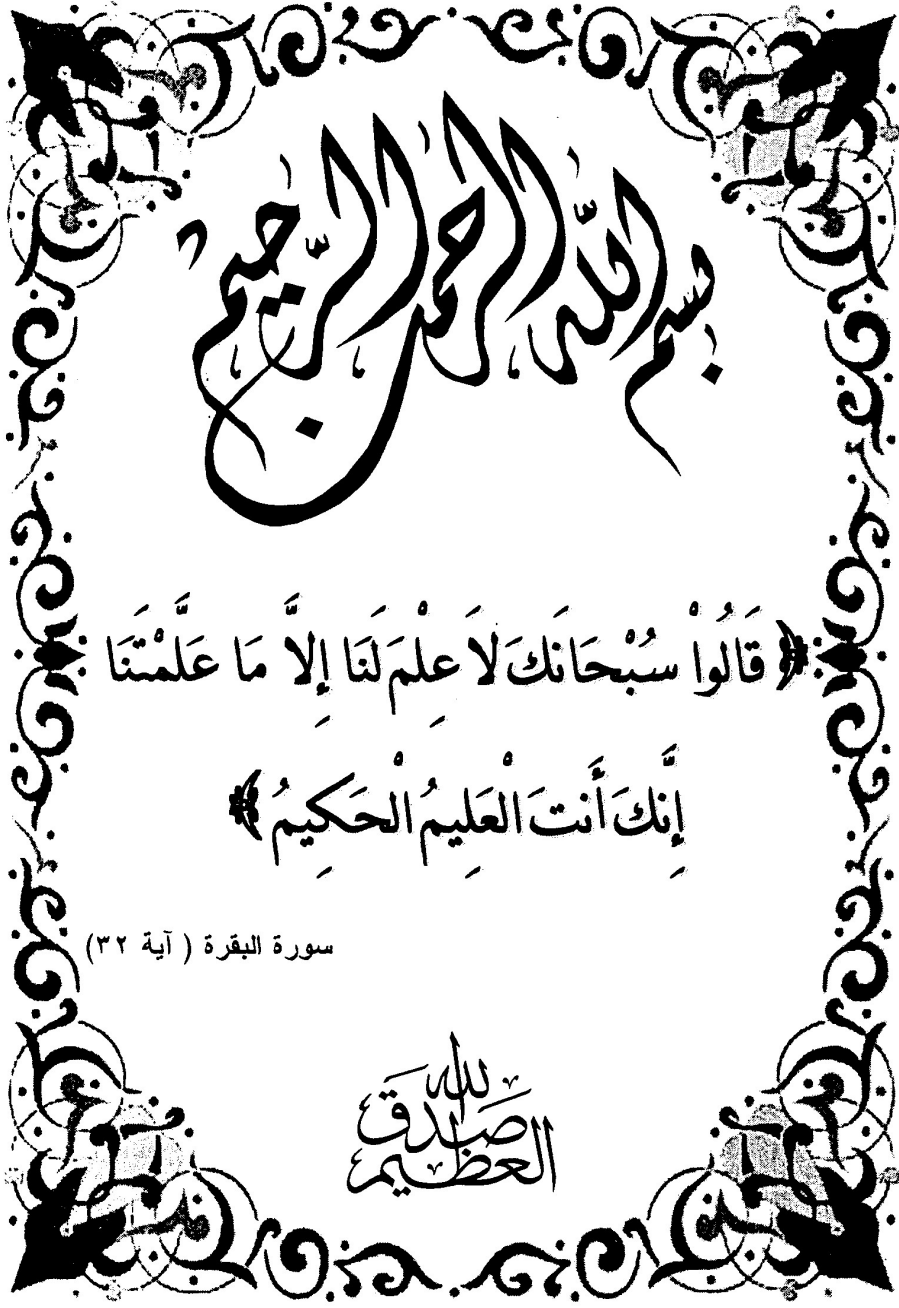 بسم الله الرحمن الرحيم
﴿ قَالُواْ سُبْحَانَكَ لاَ عِلْمَ لَنَا إِلاَّ مَا عَلَّمْتَنَا
إِنَّكَ أَنتَ الْعَلِيمُ الْحَكِيمُ ﴾
سورة البقرة ( آية ٣٢)
صدق الله العظيم